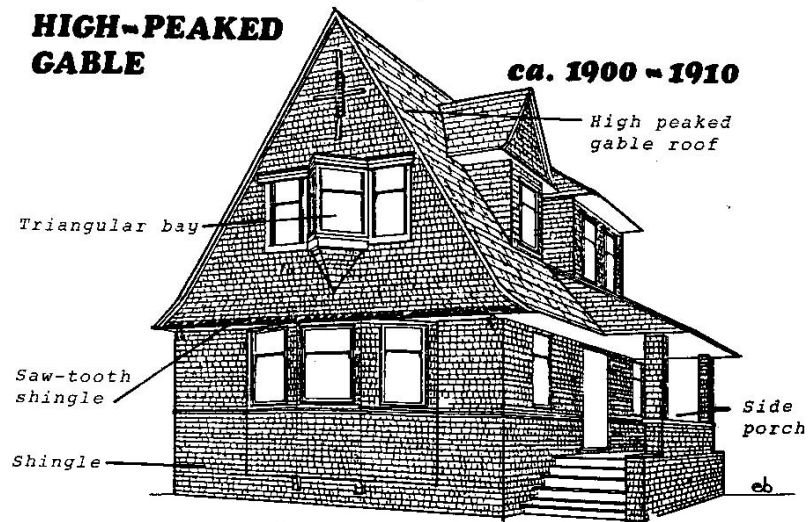 HIGH-PEAKED
GABLE
ca. 1900-1910
High peaked
gable roof
Triangular bay
Saw-tooth
shingle
Shingle
Side
porch
eb